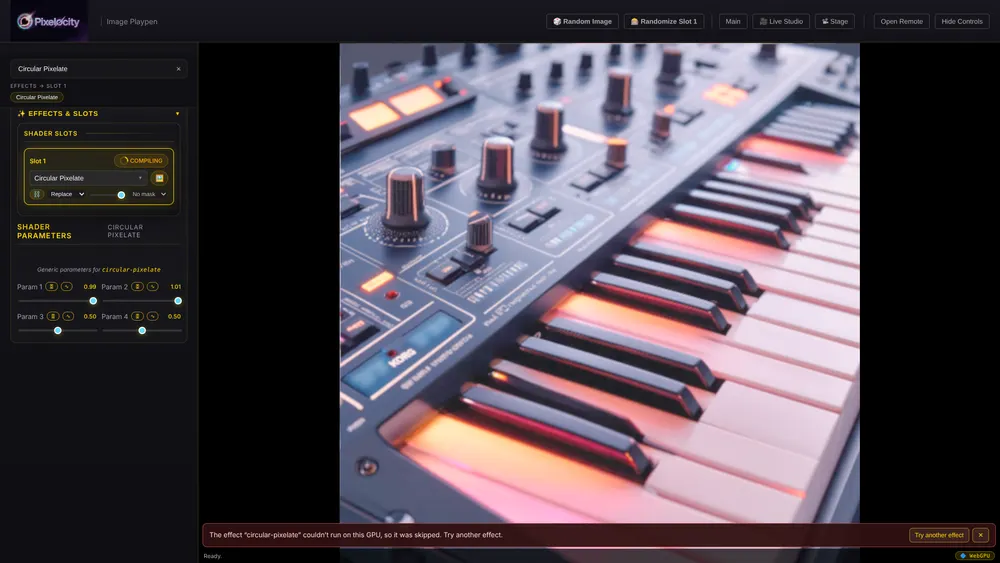 Pixelocity
Image Playpen
🎲 Random Image
🎰 Randomize Slot 1
Main
🎥 Live Studio
📽 Stage
Open Remote
Hide Controls
Circular Pixelate ×
EFFECTS → SLOT 1
Circular Pixelate
✨ EFFECTS & SLOTS ▼
SHADER SLOTS
Slot 1 COMPILING
Circular Pixelate
Replace No mask
SHADER PARAMETERS CIRCULAR PIXELATE
Generic parameters for circular-pixelate
Param 1 0.99 Param 2 1.01
Param 3 0.50 Param 4 0.50
KORG
The effect “circular-pixelate” couldn’t run on this GPU, so it was skipped. Try another effect.
Try another effect ×
Ready.
🔷 WebGPU